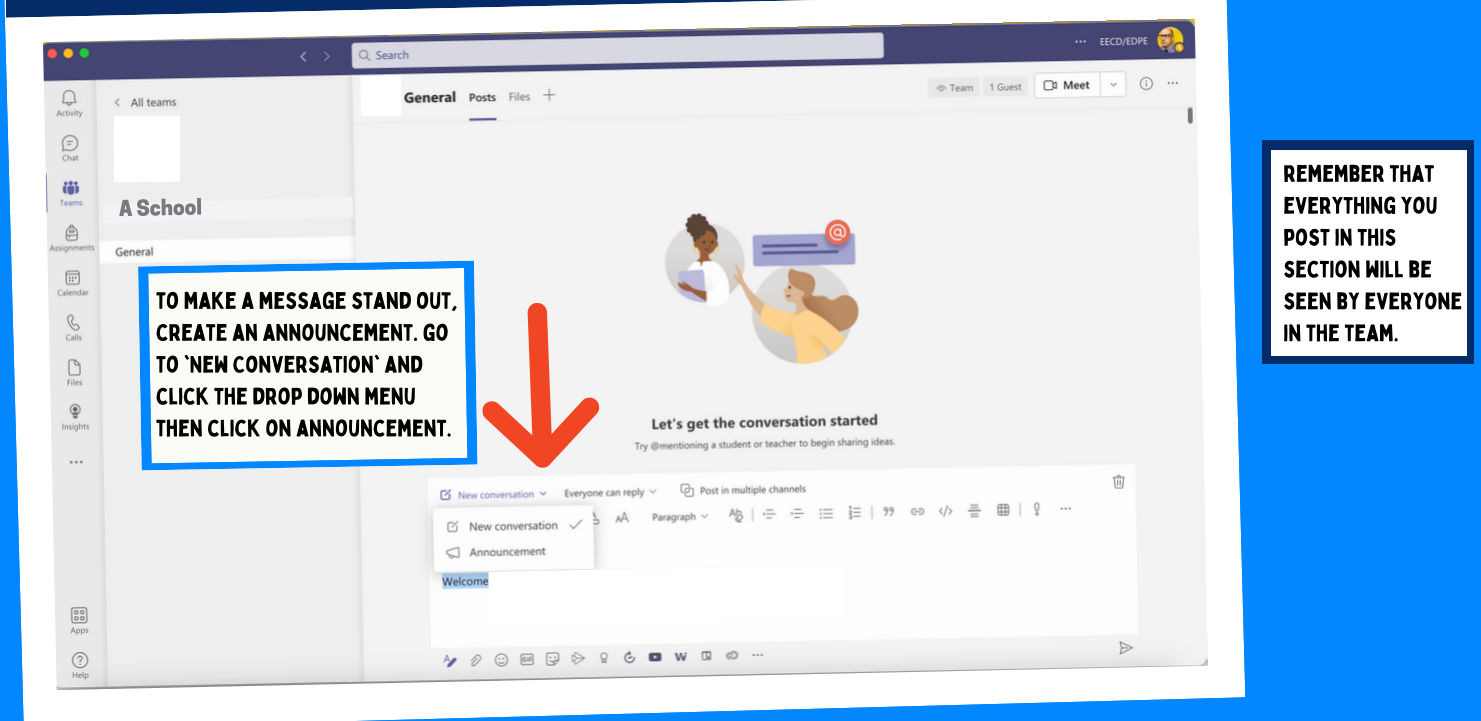 Search
EECD/EDPE
Activity
Chat
Teams
Assignments
Calendar
Calls
Files
Insights
Apps
Help
All teams
A School
General
General Posts Files
Team 1 Guest Meet
TO MAKE A MESSAGE STAND OUT,
CREATE AN ANNOUNCEMENT. GO
TO `NEW CONVERSATION` AND
CLICK THE DROP DOWN MENU
THEN CLICK ON ANNOUNCEMENT.
@
Let's get the conversation started
Try @mentioning a student or teacher to begin sharing ideas.
New conversation Everyone can reply Post in multiple channels
Paragraph
New conversation
Announcement
Welcome
GIF
REMEMBER THAT
EVERYTHING YOU
POST IN THIS
SECTION WILL BE
SEEN BY EVERYONE
IN THE TEAM.